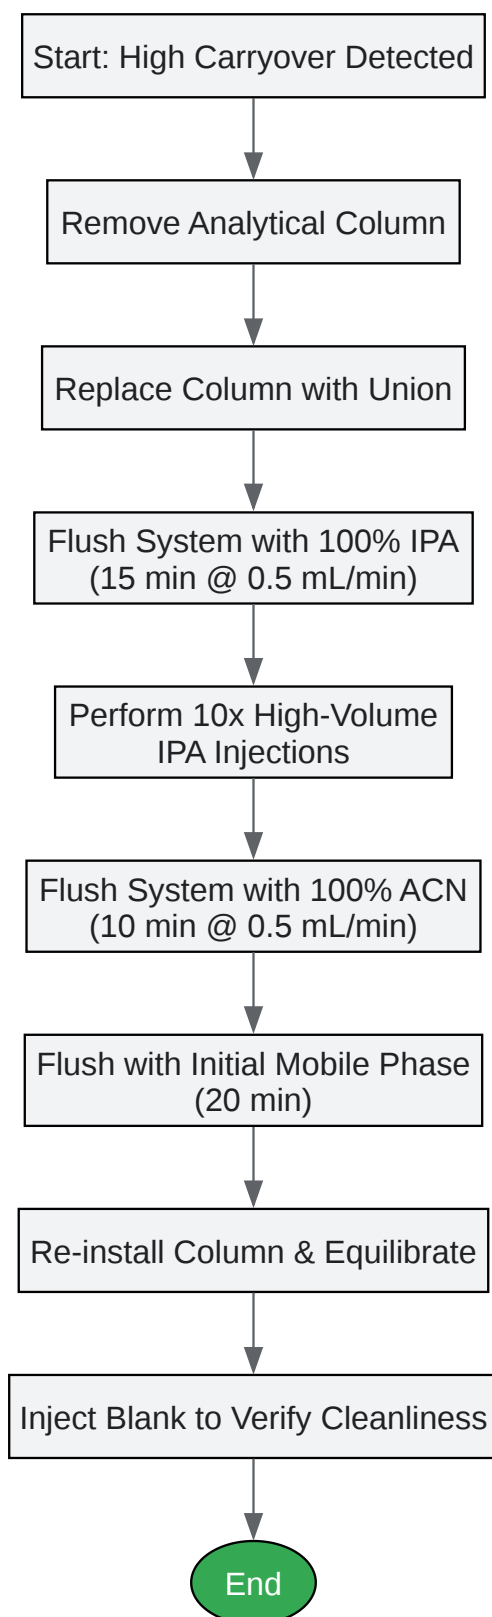 Start: High Carryover Detected
Remove Analytical Column
Replace Column with Union
Flush System with 100% IPA
(15 min @ 0.5 mL/min)
Perform 10x High-Volume
IPA Injections
Flush System with 100% ACN
(10 min @ 0.5 mL/min)
Flush with Initial Mobile Phase
(20 min)
Re-install Column & Equilibrate
Inject Blank to Verify Cleanliness
End